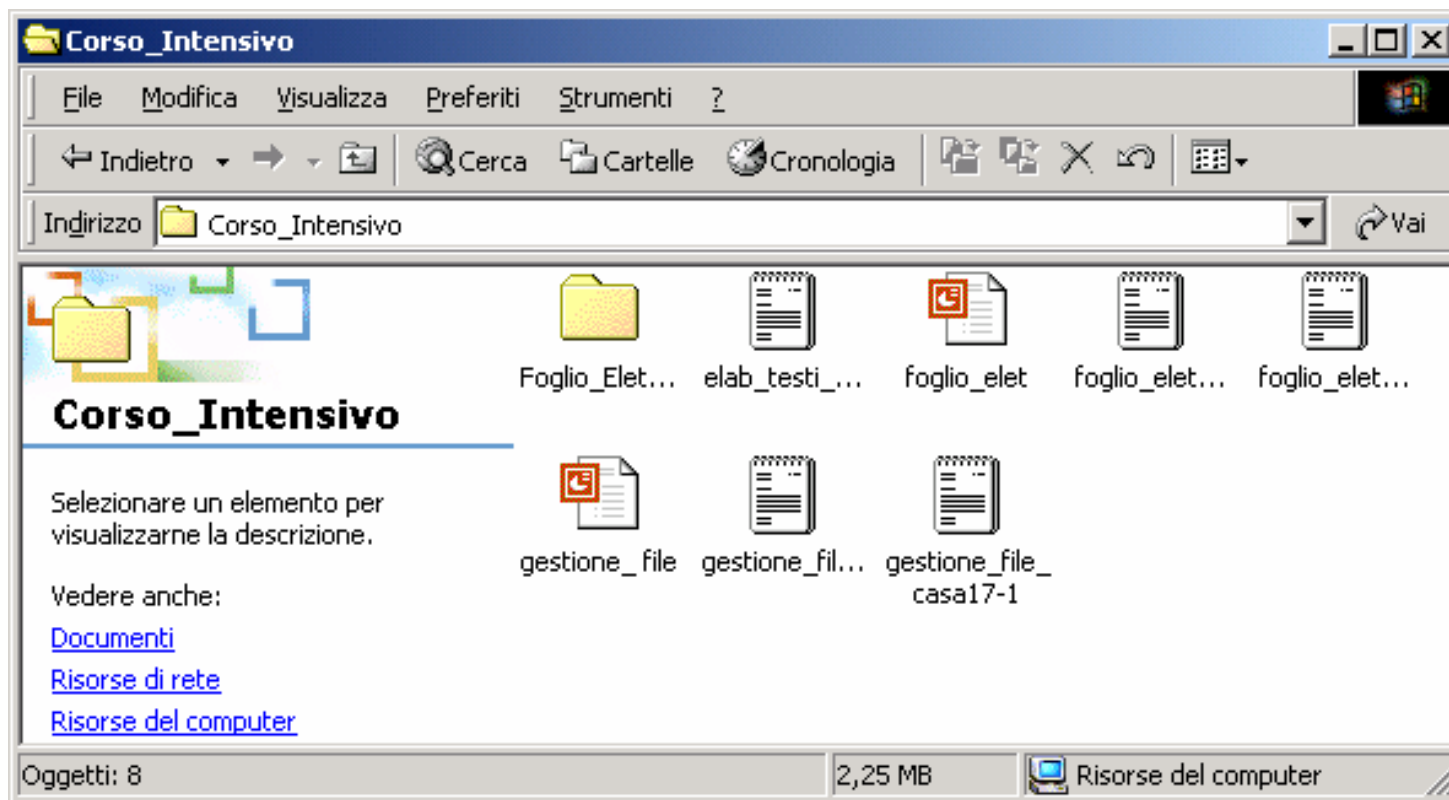 Corso_Intensivo
File Modifica Visualizza Preferiti Strumenti ?
Indietro Cerca Cartelle Cronologia
Indirizzo Corso_Intensivo Vai
Corso_Intensivo
Selezionare un elemento per
visualizzarne la descrizione.
Vedere anche:
Documenti
Risorse di rete
Risorse del computer
Foglio_Elet... elab_testi_... foglio_elet foglio_elet... foglio_elet...
gestione_ file gestione_fil... gestione_file_
casa17-1
Oggetti: 8 2,25 MB Risorse del computer